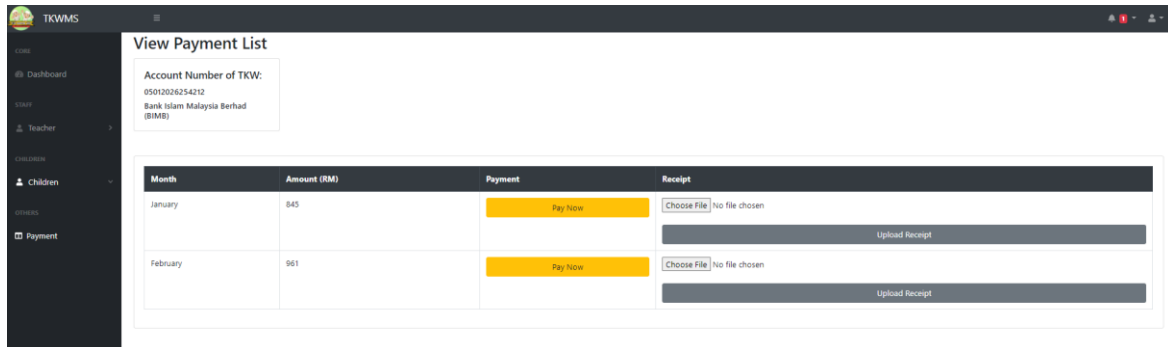 TKWMS
1
CORE
Dashboard
STAFF
Teacher
CHILDREN
Children
OTHERS
Payment
View Payment List
Account Number of TKW:
05012026254212
Bank Islam Malaysia Berhad
(BIMB)
Month Amount (RM) Payment Receipt
January 845 Pay Now Choose File No file chosen
Upload Receipt
February 961 Pay Now Choose File No file chosen
Upload Receipt